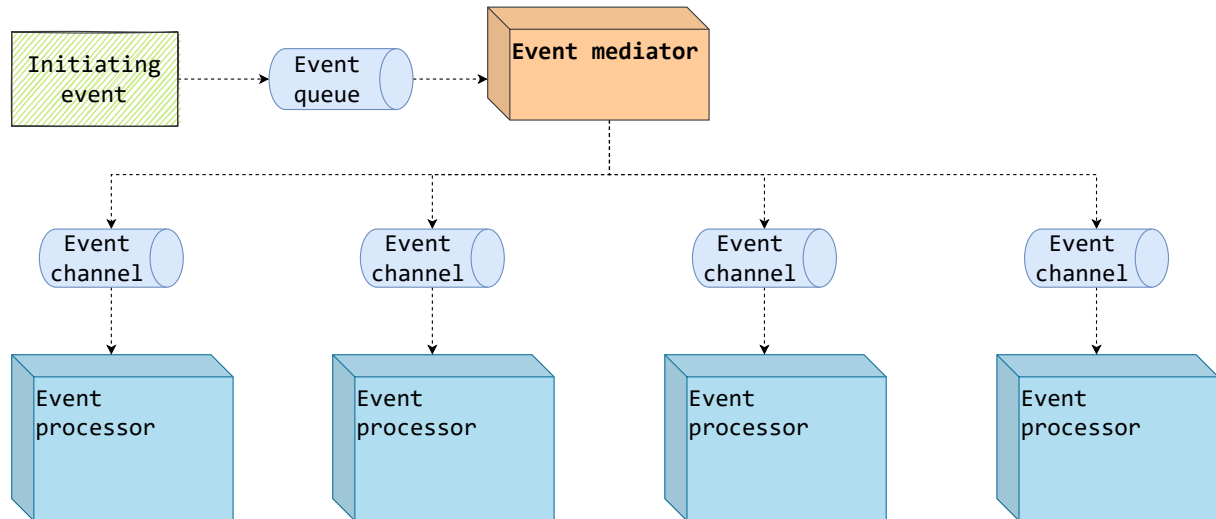 Initiating
event
Event
queue
Event mediator
Event
channel
Event
channel
Event
channel
Event
channel
Event
processor
Event
processor
Event
processor
Event
processor